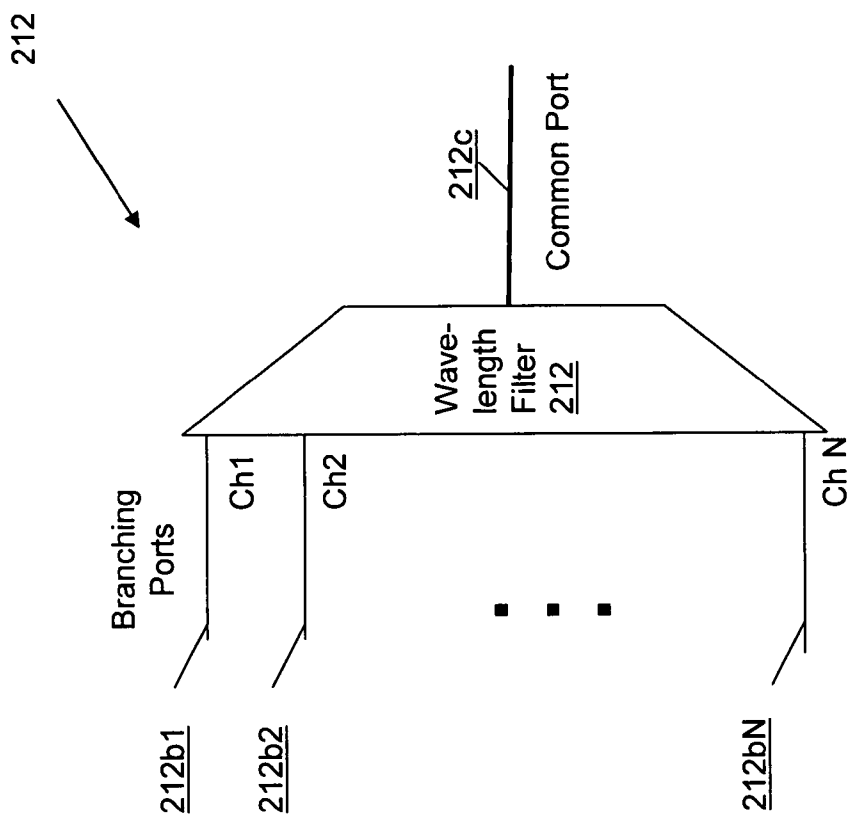 212
Branching
Ports
212b1
Ch1
212b2
Ch2
Wave-
length
Filter
212
212c
Common Port
212bN
Ch N